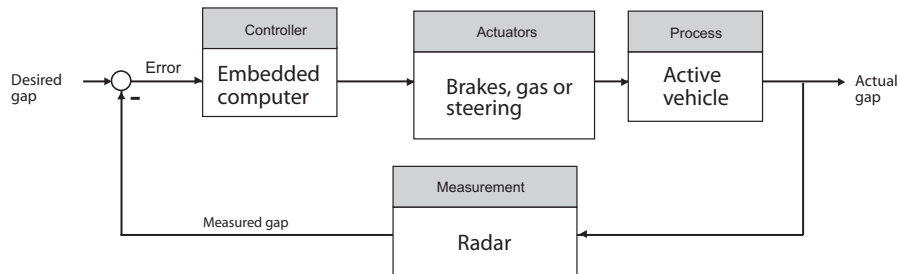 Controller
Embedded
computer
Actuators
Brakes, gas or
steering
Process
Active
vehicle
Desired
gap
Error
-
Actual
gap
Measurement
Radar
Measured gap